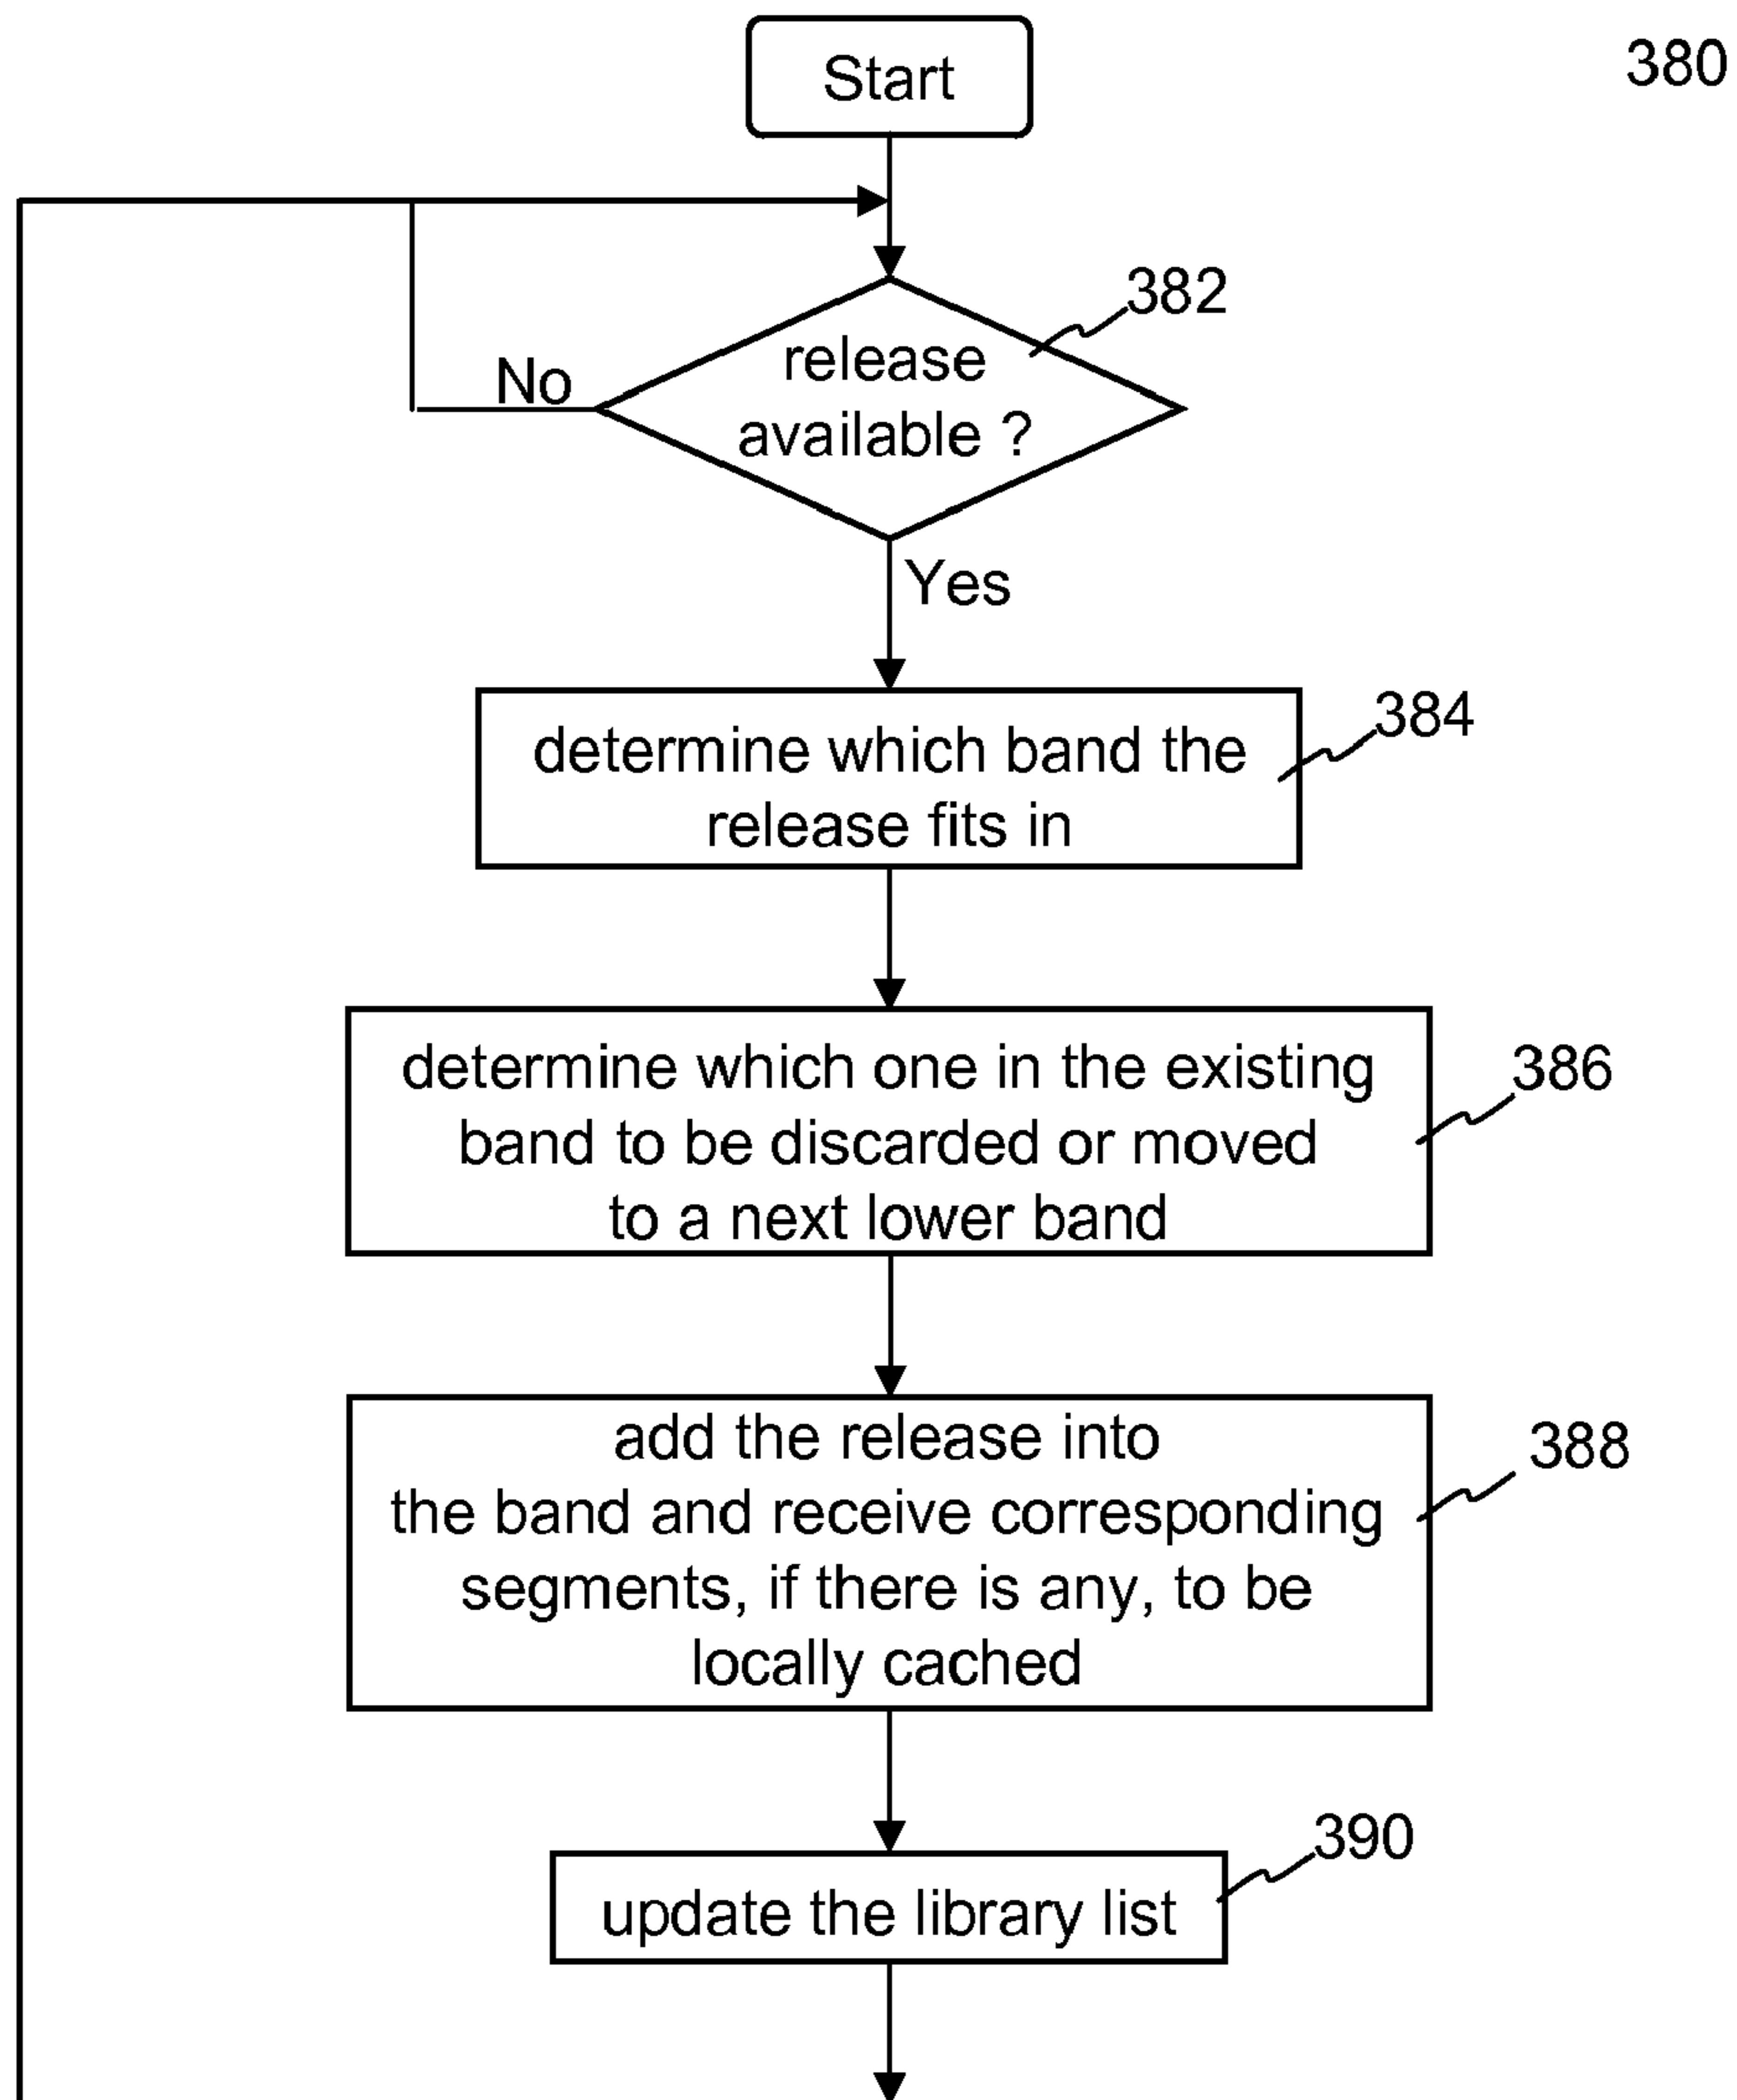 Start
380
382
release
available ?
No
Yes
384
determine which band the
release fits in
386
determine which one in the existing
band to be discarded or moved
to a next lower band
388
add the release into
the band and receive corresponding
segments, if there is any, to be
locally cached
390
update the library list